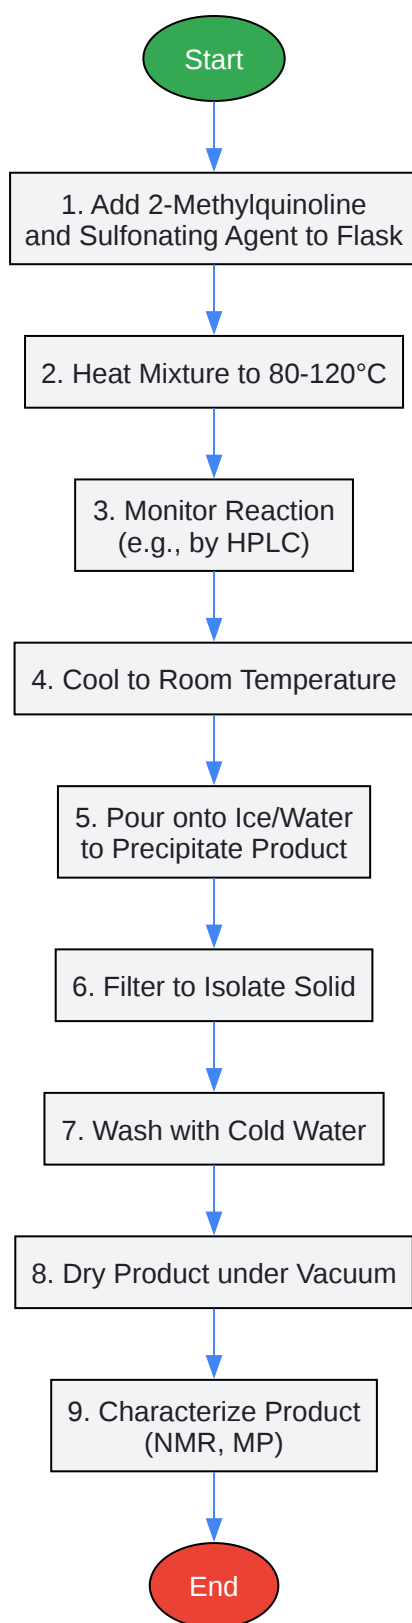 Start
1. Add 2-Methylquinoline
and Sulfonating Agent to Flask
2. Heat Mixture to 80-120°C
3. Monitor Reaction
(e.g., by HPLC)
4. Cool to Room Temperature
5. Pour onto Ice/Water
to Precipitate Product
6. Filter to Isolate Solid
7. Wash with Cold Water
8. Dry Product under Vacuum
9. Characterize Product
(NMR, MP)
End